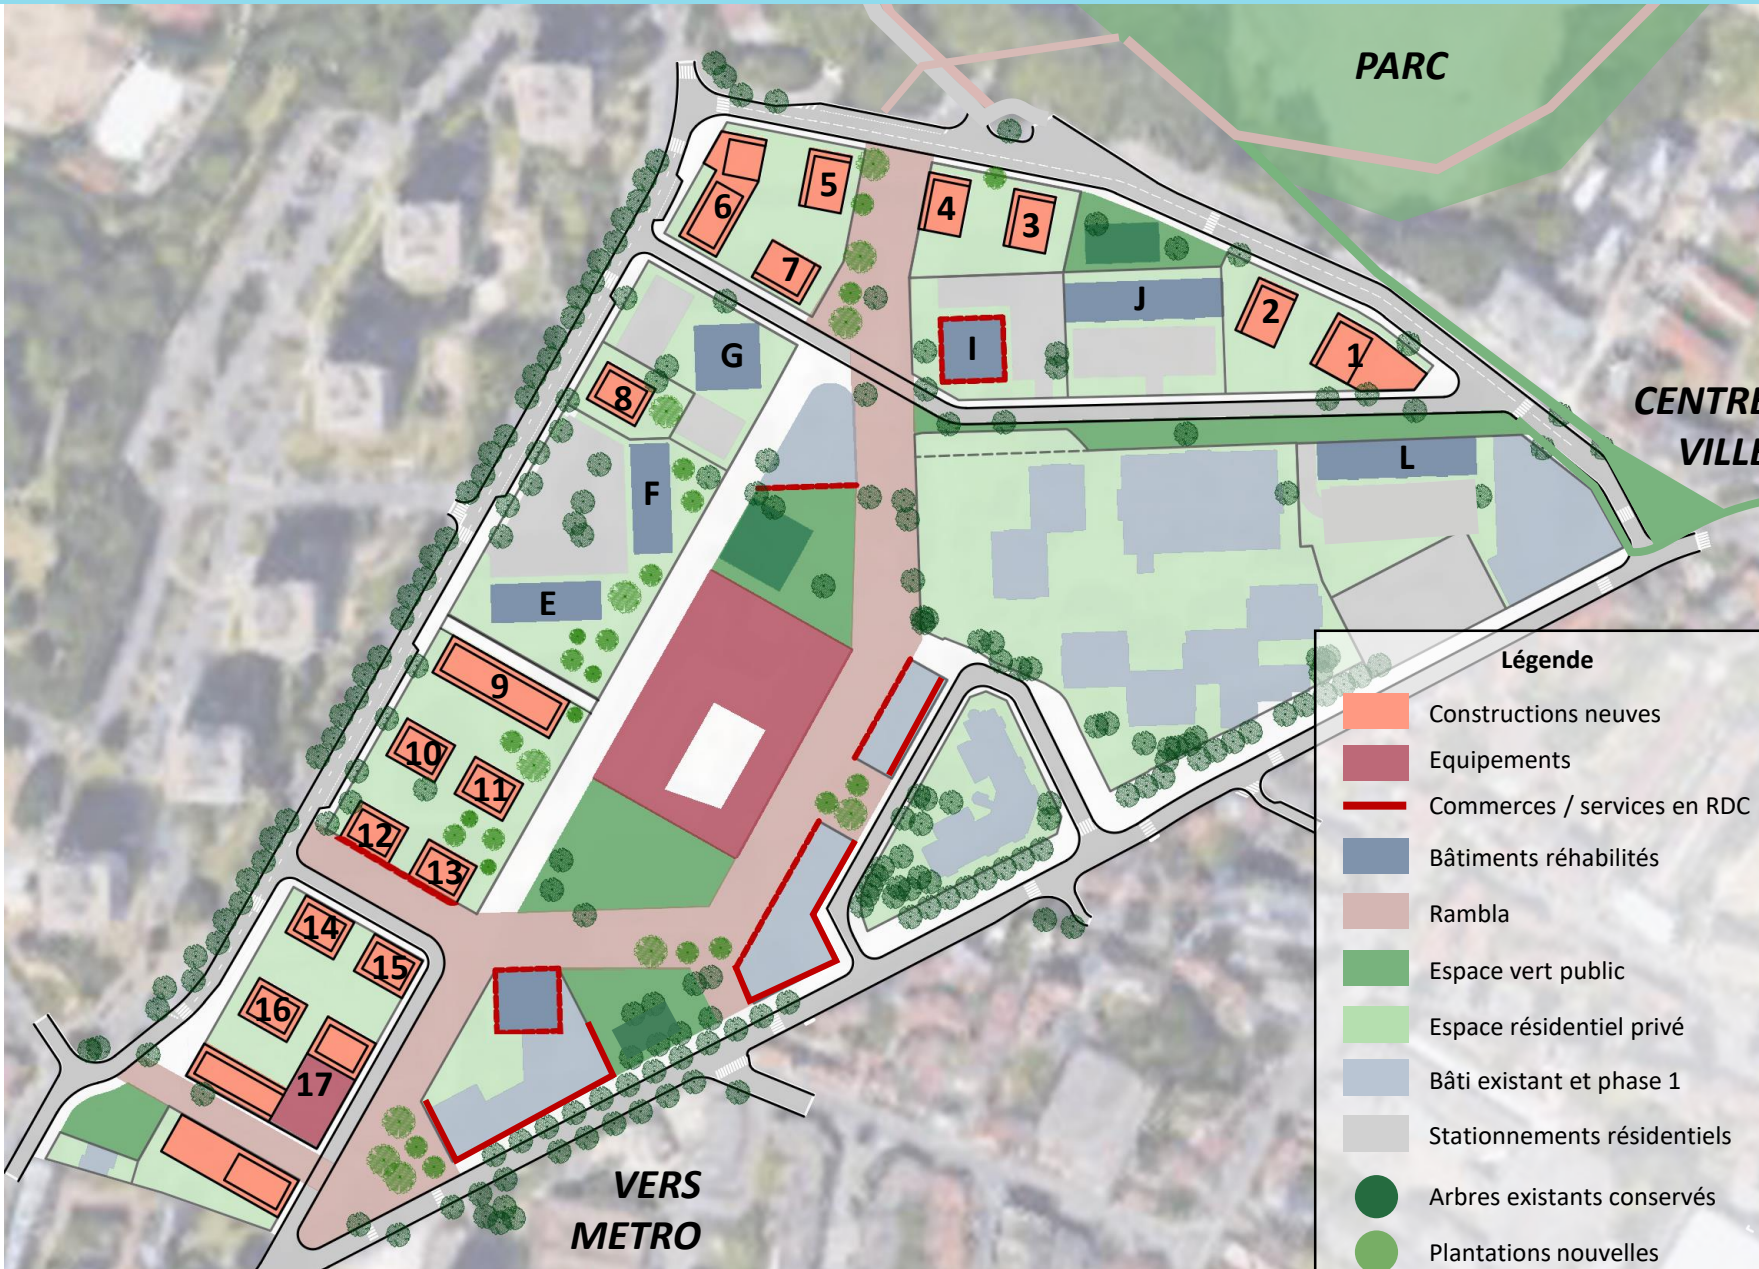 PARC
5
6
4
3
7
J
2
I
G
1
8
CENTRE
VILLE
L
F
E
9
10
11
12
13
14
15
16
17
VERS
METRO
Légende
Constructions neuves
Equipements
Commerces / services en RDC
Bâtiments réhabilités
Rambla
Espace vert public
Espace résidentiel privé
Bâti existant et phase 1
Stationnements résidentiels
Arbres existants conservés
Plantations nouvelles